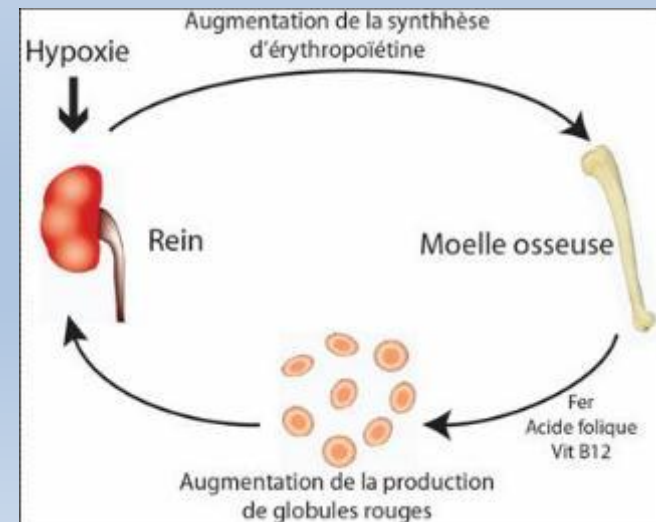 Augmentation de la synthhèse
d'érythropoïétine
Hypoxie
Rein
Moelle osseuse
Fer
Acide folique
Vit B12
Augmentation de la production
de globules rouges